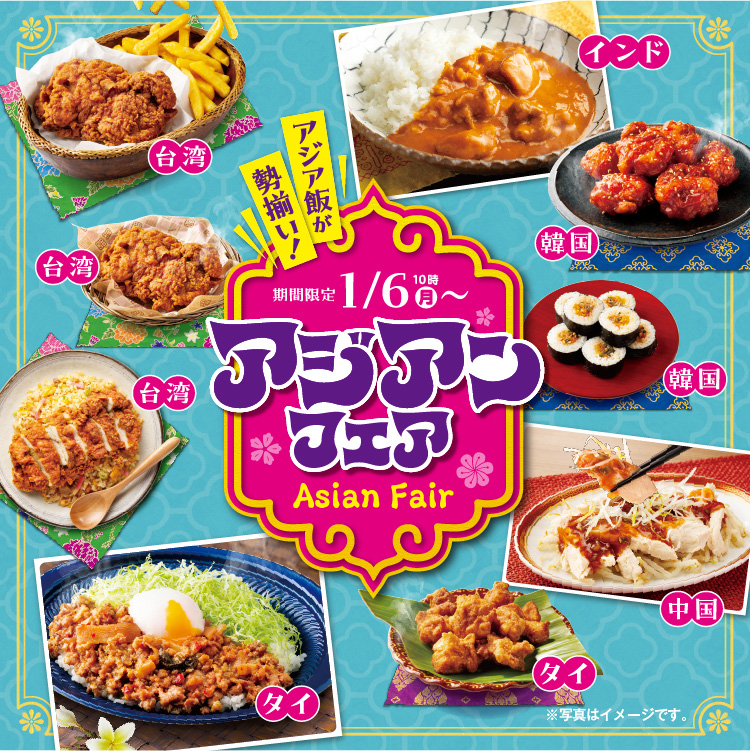 インド
台湾
アジア飯が
勢揃い！
韓国
台湾
期間限定 1/6 10時 月 〜
アジアン
フェア
Asian Fair
台湾
韓国
中国
タイ
タイ
※写真はイメージです。